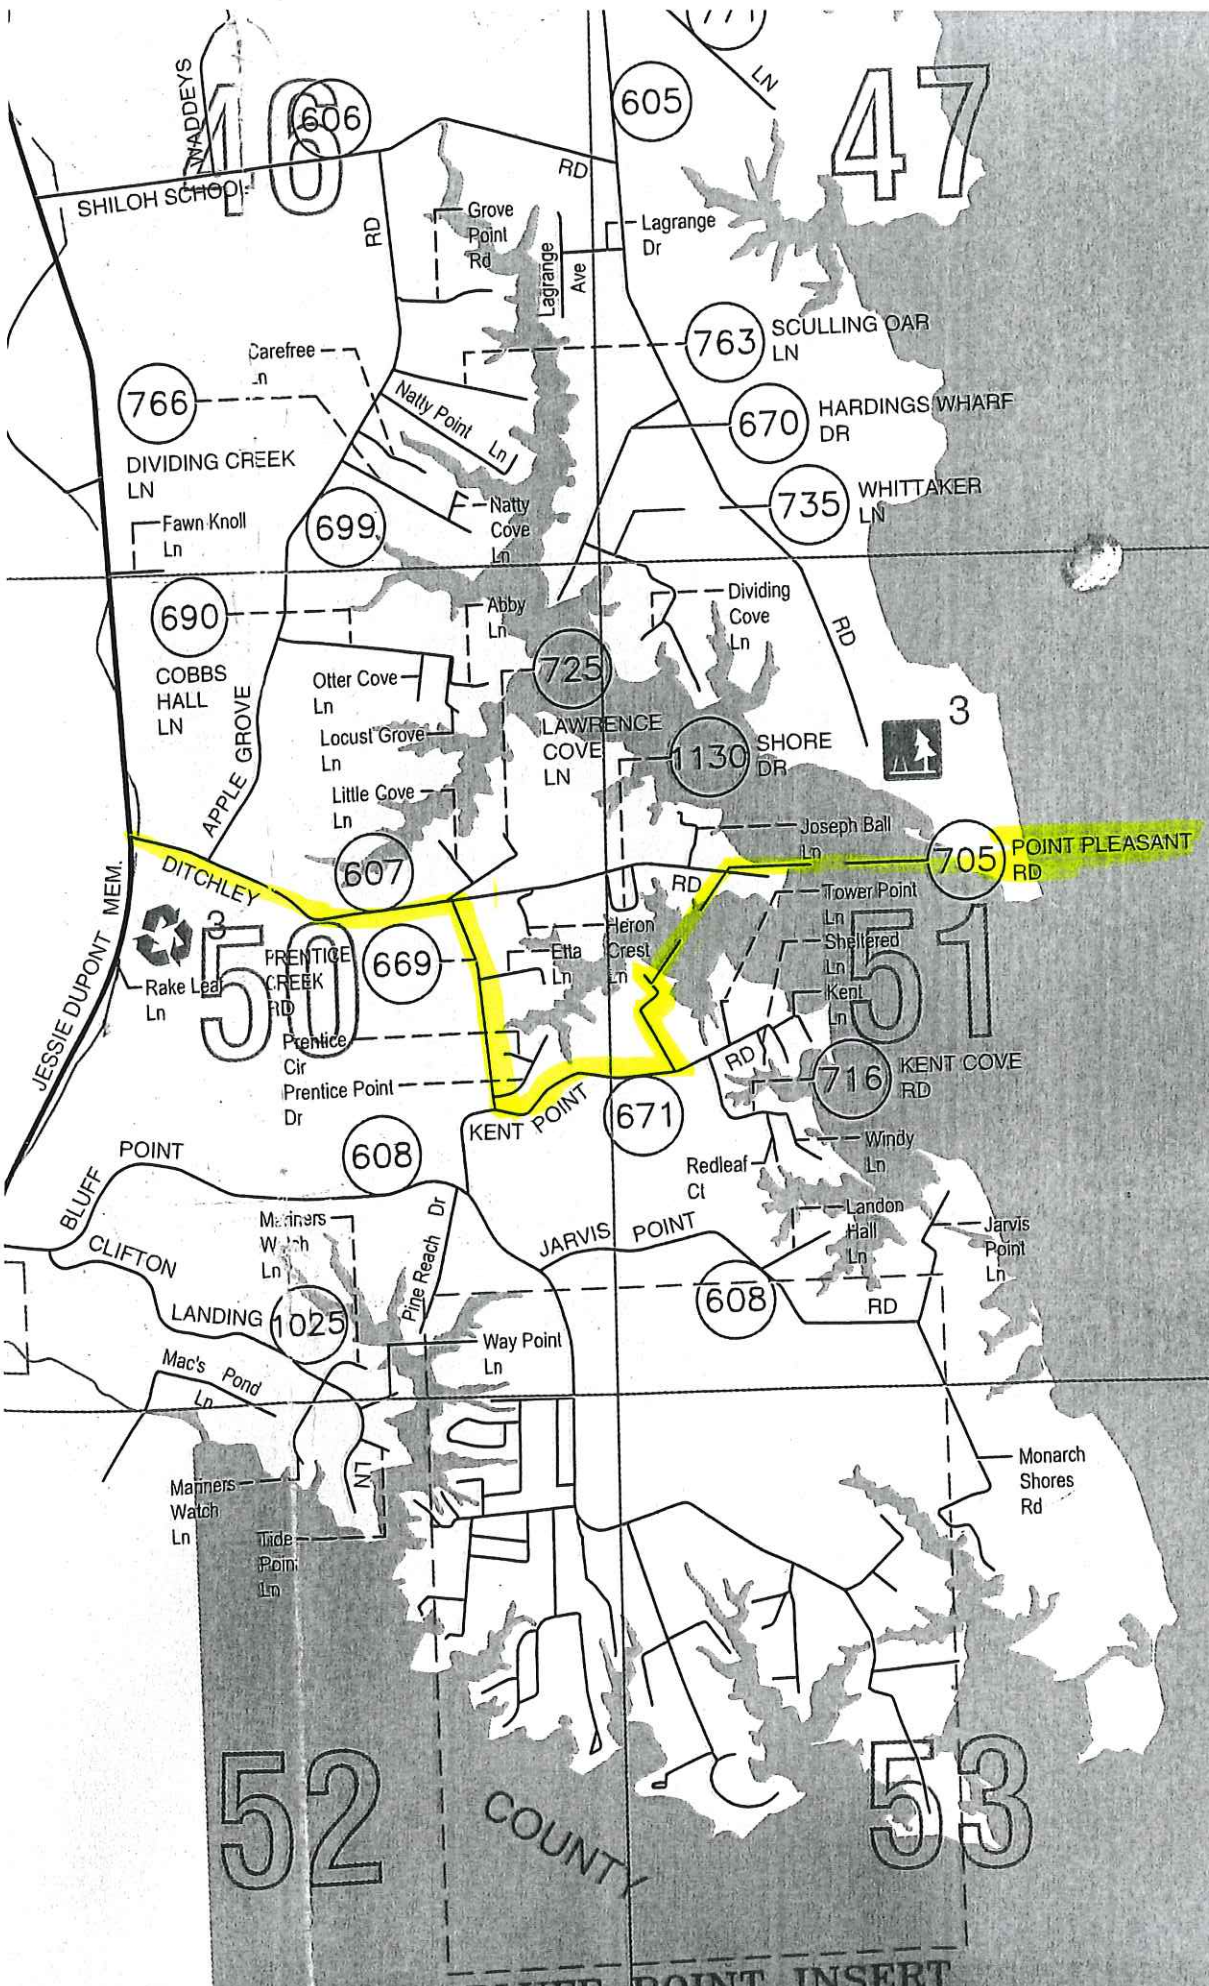 771
LN
WADDEYS
46
606
605
47
SHILOH SCHOOL
RD
RD
Grove
Point
Rd
Lagrange
Ave
Lagrange
Dr
763
SCULLING OAR
LN
Carefree
Ln
766
Natty Point
Ln
670
HARDINGS WHARF
DR
DIVIDING CREEK
LN
735
WHITTAKER
LN
Fawn Knoll
Ln
699
Natty
Cove
Ln
690
Abby
Ln
Dividing
Cove
Ln
RD
COBBS
HALL
LN
Otter Cove
Ln
725
LAWRENCE
COVE
LN
3
Locust Grove
Ln
1130
SHORE
DR
APPLE GROVE
Little Cove
Ln
Joseph Ball
Ln
705
POINT PLEASANT
RD
DITCHLEY
607
RD
Tower Point
Ln
JESSIE DUPONT MEM.
3
50
PRENTICE
CREEK
RD
669
Etta
Ln
Heron
Crest
Ln
Sheltered
Ln
51
Rake Leaf
Ln
Kent
Ln
Prentice
Cir
Prentice Point
Dr
RD
716
KENT COVE
RD
KENT POINT
671
BLUFF POINT
608
Windy
Ln
Redleaf
Ct
Mariners
Watch
Ln
Pine Reach Dr
JARVIS POINT
Landon
Hall
Ln
Jarvis
Point
Ln
CLIFTON
LANDING
1025
608
RD
Mac's Pond
Ln
Way Point
Ln
LN
Mariners
Watch
Ln
Monarch
Shores
Rd
Tide
Point
Ln
52
COUNTY
53
POINT INSERT